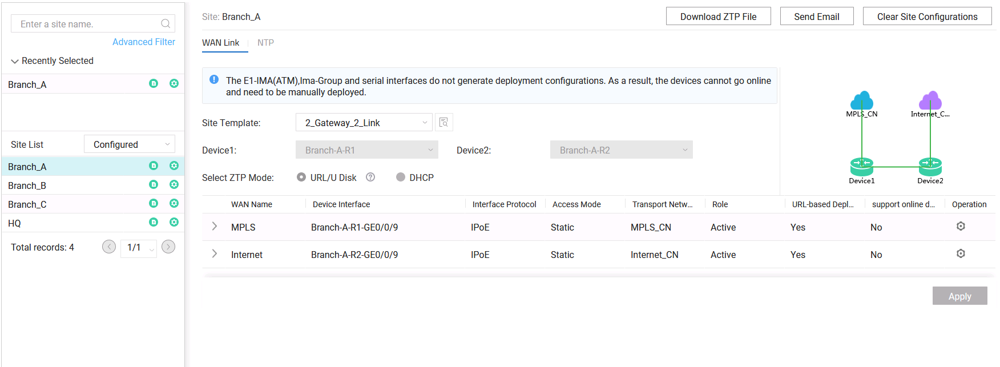 Enter a site name.
Advanced Filter
Recently Selected
Branch_A
Site List
Configured
Branch_A
Branch_B
Branch_C
HQ
Total records: 4
1/1
Site: Branch_A
Download ZTP File
Send Email
Clear Site Configurations
WAN Link
NTP
The E1-IMA(ATM),Ima-Group and serial interfaces do not generate deployment configurations. As a result, the devices cannot go online
and need to be manually deployed.
Site Template:
2_Gateway_2_Link
Device1:
Branch-A-R1
Device2:
Branch-A-R2
Select ZTP Mode:
URL/U Disk
DHCP
MPLS_CN
Internet_C...
Device1
Device2
WAN Name
Device Interface
Interface Protocol
Access Mode
Transport Netw...
Role
URL-based Depl...
support online d...
Operation
MPLS
Branch-A-R1-GE0/0/9
IPoE
Static
MPLS_CN
Active
Yes
No
Internet
Branch-A-R2-GE0/0/9
IPoE
Static
Internet_CN
Active
Yes
No
Apply